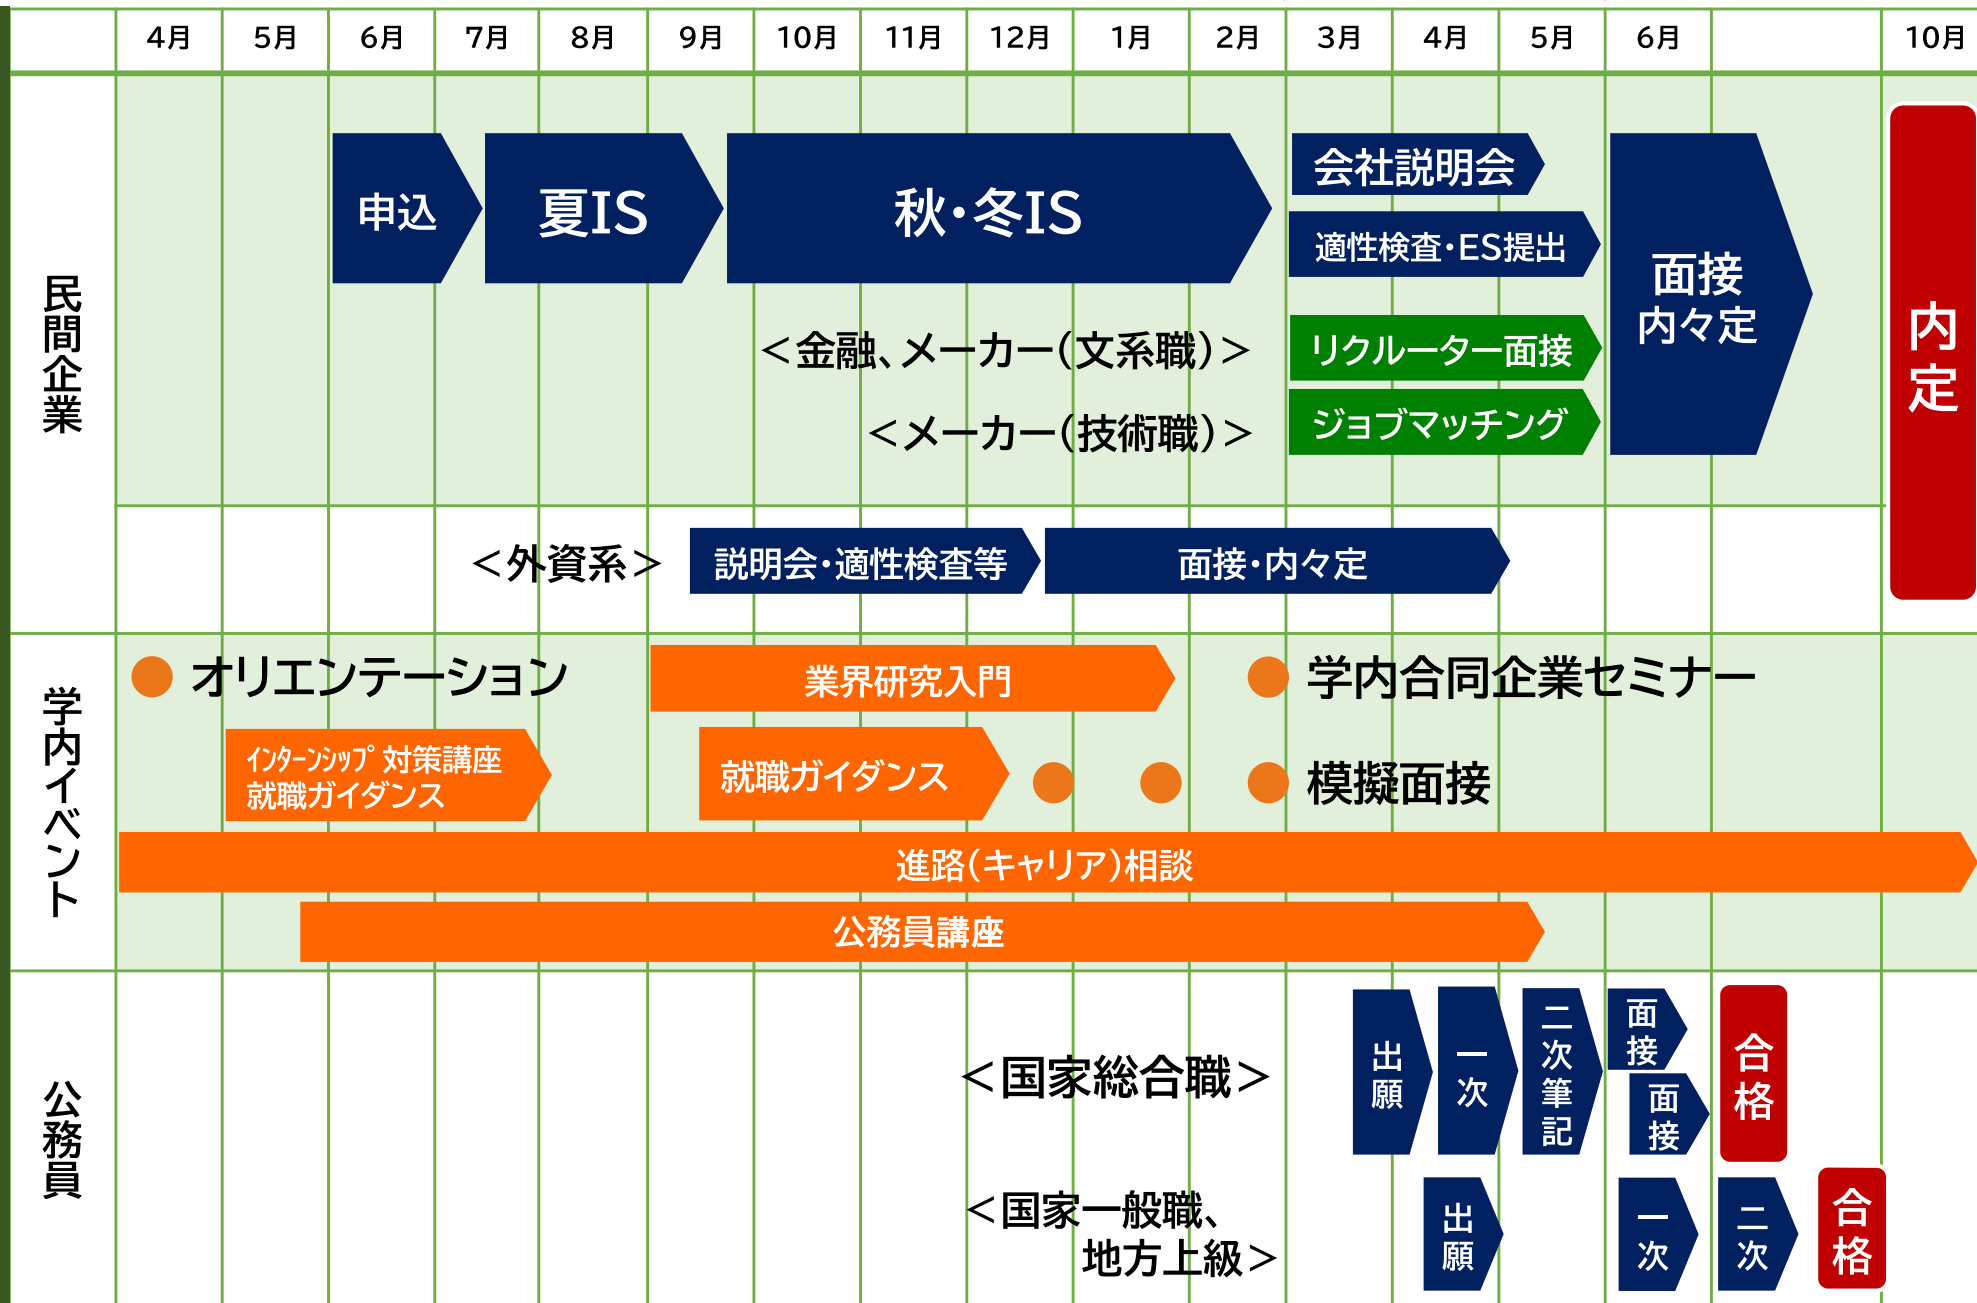 4月 5月 6月 7月 8月 9月 10月 11月 12月 1月 2月 3月 4月 5月 6月 10月
民間企業
申込
夏IS
秋・冬IS
会社説明会
適性検査・ES提出
面接
内々定
内定
＜金融、メーカー（文系職）＞
リクルーター面接
＜メーカー（技術職）＞
ジョブマッチング
＜外資系＞
説明会・適性検査等
面接・内々定
学内イベント
オリエンテーション
業界研究入門
学内合同企業セミナー
ｲﾝﾀｰﾝｼｯﾌﾟ対策講座
就職ガイダンス
就職ガイダンス
模擬面接
進路（キャリア）相談
公務員講座
公務員
＜国家総合職＞
出願
一次
二次筆記
面接
面接
合格
＜国家一般職、
地方上級＞
出願
一次
二次
合格